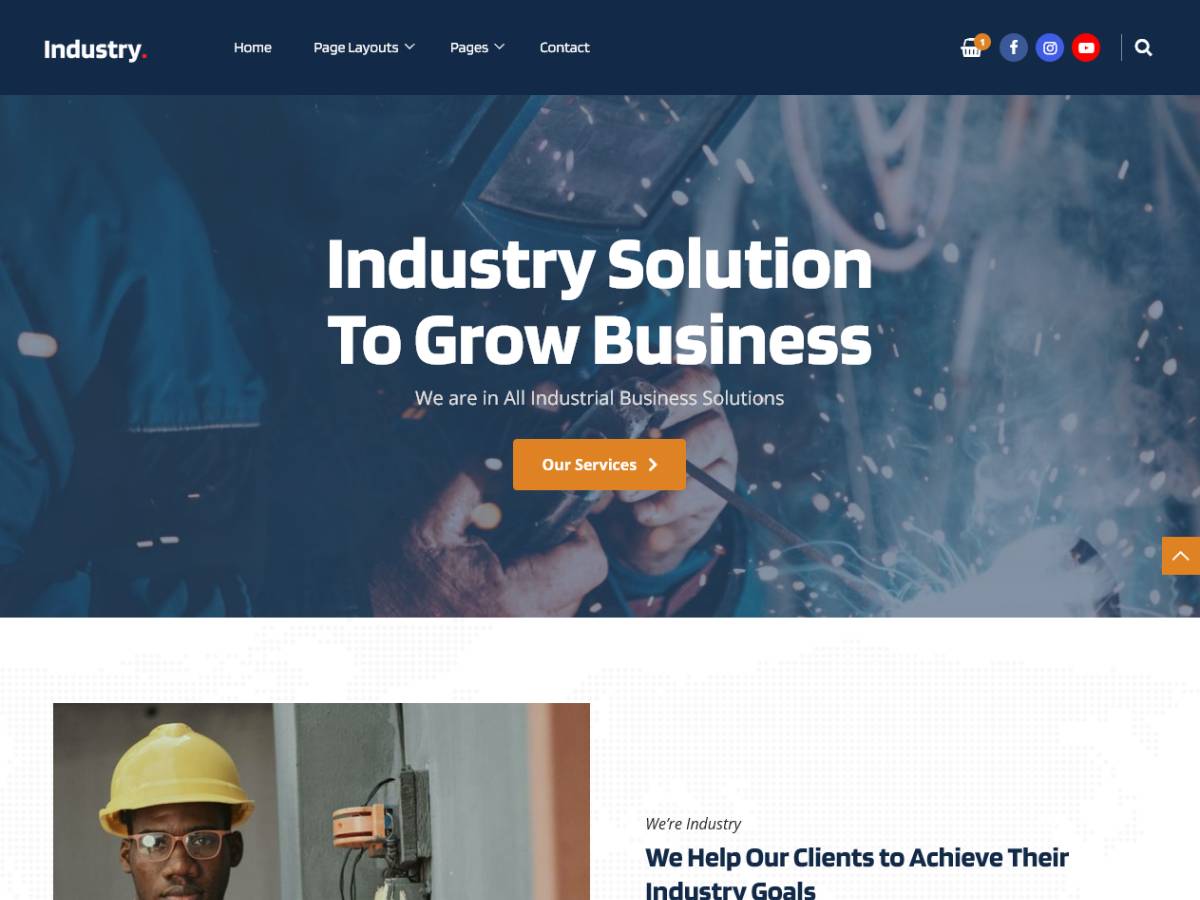 Industry.
Home
Page Layouts
Pages
Contact
1
Industry Solution
To Grow Business
We are in All Industrial Business Solutions
Our Services
We're Industry
We Help Our Clients to Achieve Their
Industry Goals